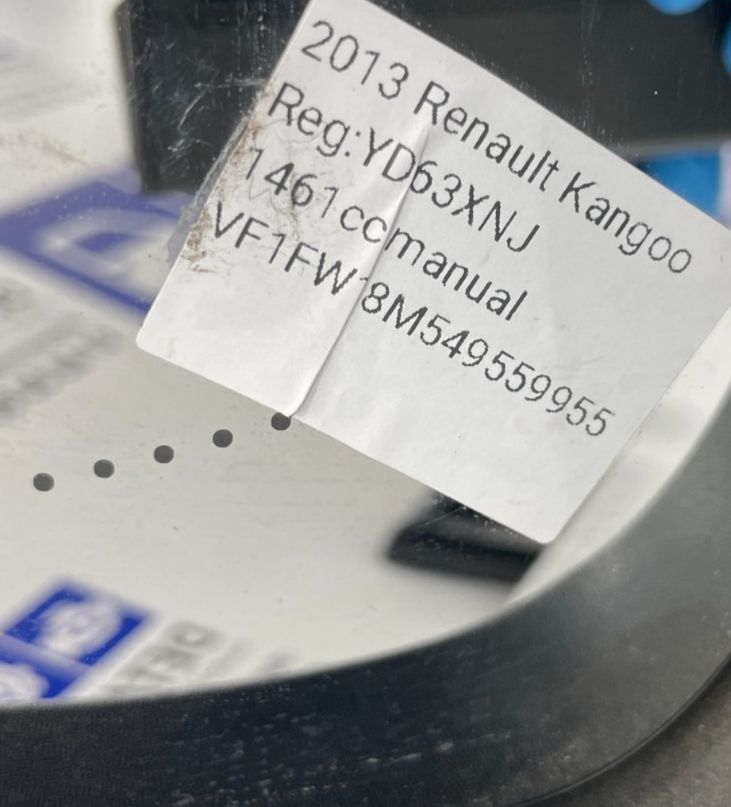 2013 Renault Kangoo
Reg:YD63XNJ
1461ccmanual
VF1FW18M549559955